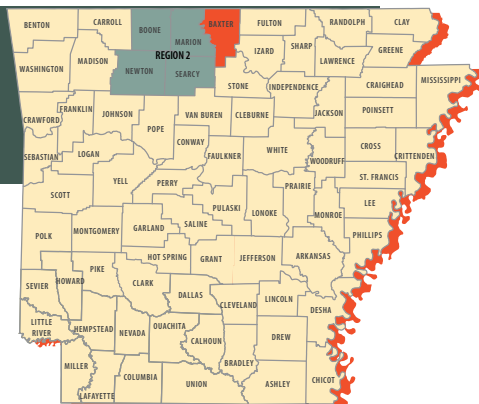 BENTON
CARROLL
BOONE
MARION
BAXTER
FULTON
RANDOLPH
CLAY
GREENE
WASHINGTON
MADISON
REGION 2
NEWTON
SEARCY
IZARD
SHARP
LAWRENCE
STONE
INDEPENDENCE
CRAIGHEAD
MISSISSIPPI
CRAWFORD
FRANKLIN
JOHNSON
POPE
VAN BUREN
CLEBURNE
JACKSON
POINSETT
SEBASTIAN
LOGAN
CONWAY
FAULKNER
WHITE
WOODRUFF
CROSS
CRITTENDEN
ST. FRANCIS
SCOTT
YELL
PERRY
PULASKI
LONOKE
PRAIRIE
MONROE
LEE
PHILLIPS
POLK
MONTGOMERY
GARLAND
SALINE
HOT SPRING
GRANT
JEFFERSON
ARKANSAS
SEVIER
HOWARD
PIKE
CLARK
DALLAS
CLEVELAND
LINCOLN
DESHA
LITTLE
RIVER
HEMPSTEAD
NEVADA
OUACHITA
CALHOUN
DREW
BRADLEY
MILLER
LAFAYETTE
COLUMBIA
UNION
ASHLEY
CHICOT